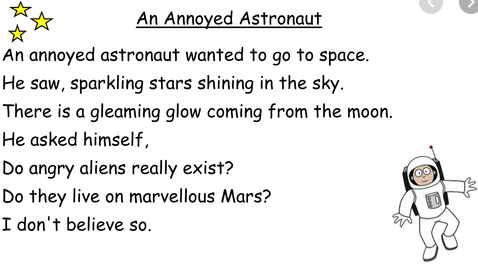 An Annoyed Astronaut
An annoyed astronaut wanted to go to space.
He saw, sparkling stars shining in the sky.
There is a gleaming glow coming from the moon.
He asked himself,
Do angry aliens really exist?
Do they live on marvellous Mars?
I don't believe so.